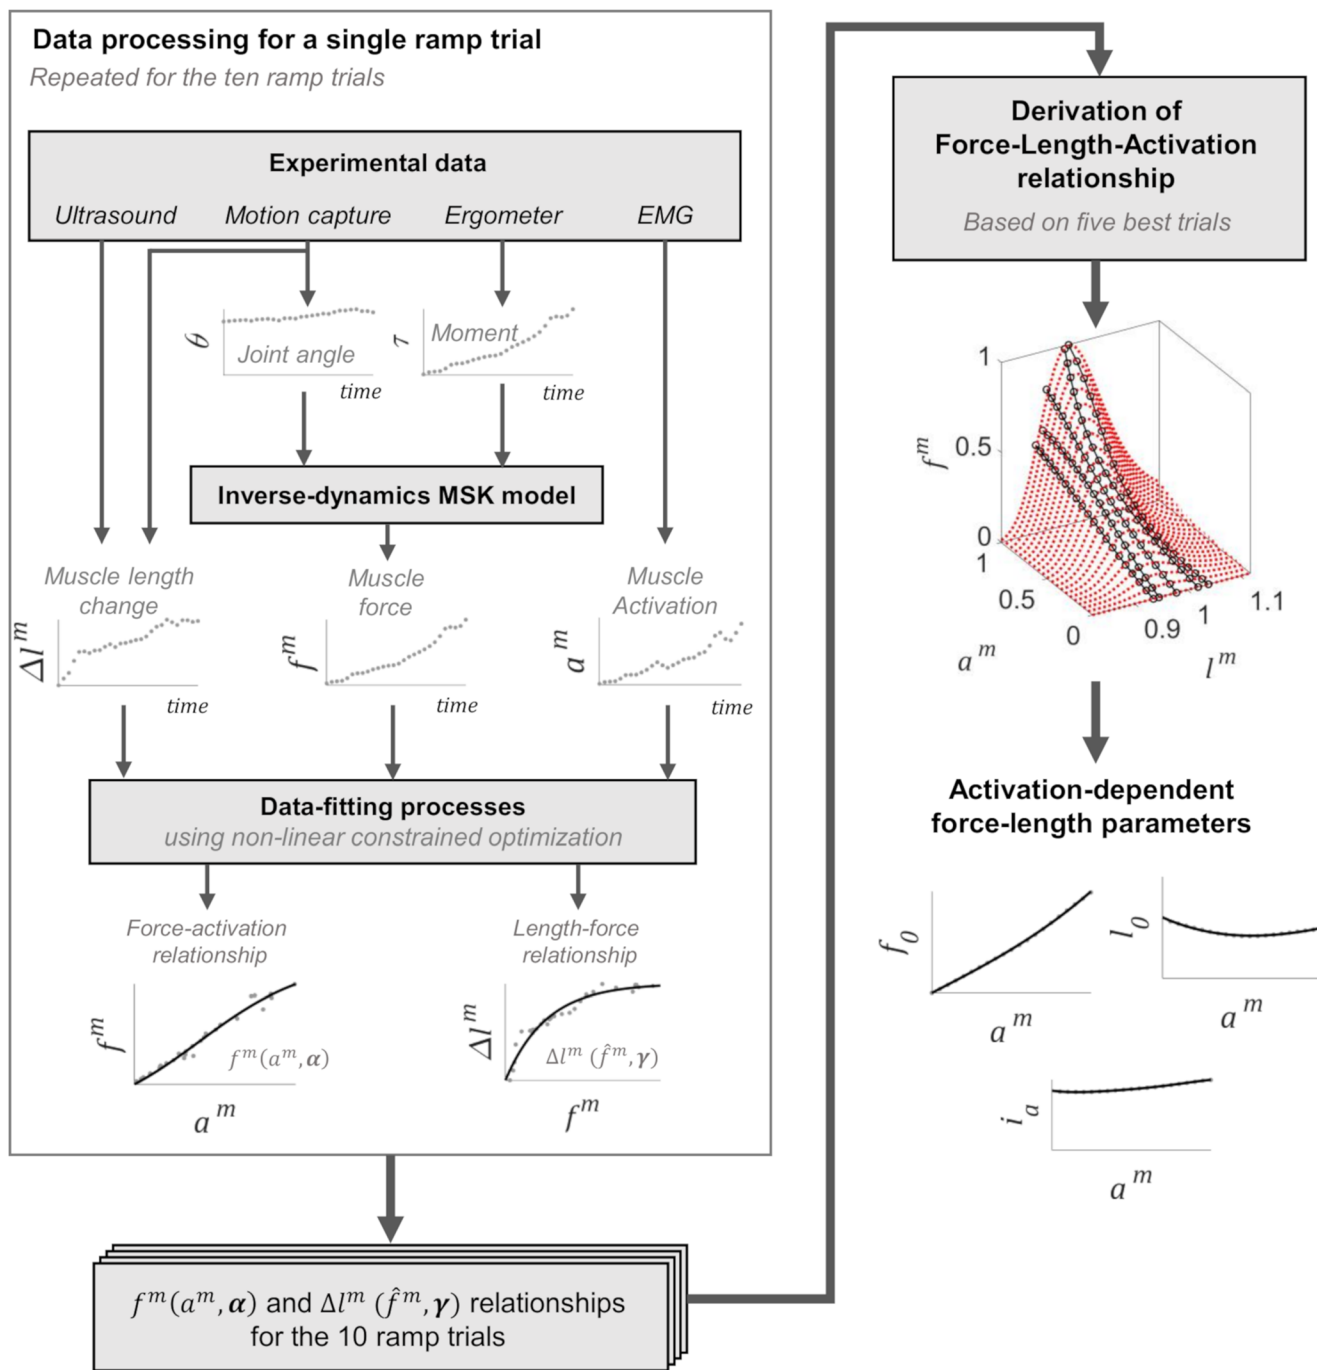 Data processing for a single ramp trial
Repeated for the ten ramp trials
Experimental data
Ultrasound Motion capture Ergometer EMG
θ
Joint angle
time
τ
Moment
time
Inverse-dynamics MSK model
Muscle length
change
Δl^m
time
Muscle
force
f^m
time
Muscle
Activation
a^m
time
Data-fitting processes
using non-linear constrained optimization
Force-activation
relationship
f^m
f^m(a^m, α)
a^m
Length-force
relationship
Δl^m
Δl^m (f̂^m, γ)
f^m
f^m(a^m, α) and Δl^m (f̂^m, γ) relationships
for the 10 ramp trials
Derivation of
Force-Length-Activation
relationship
Based on five best trials
f^m
1
0.5
0
1
0.5
0
a^m
0.9
1
1.1
l^m
Activation-dependent
force-length parameters
f_0
a^m
l_0
a^m
i_a
a^m